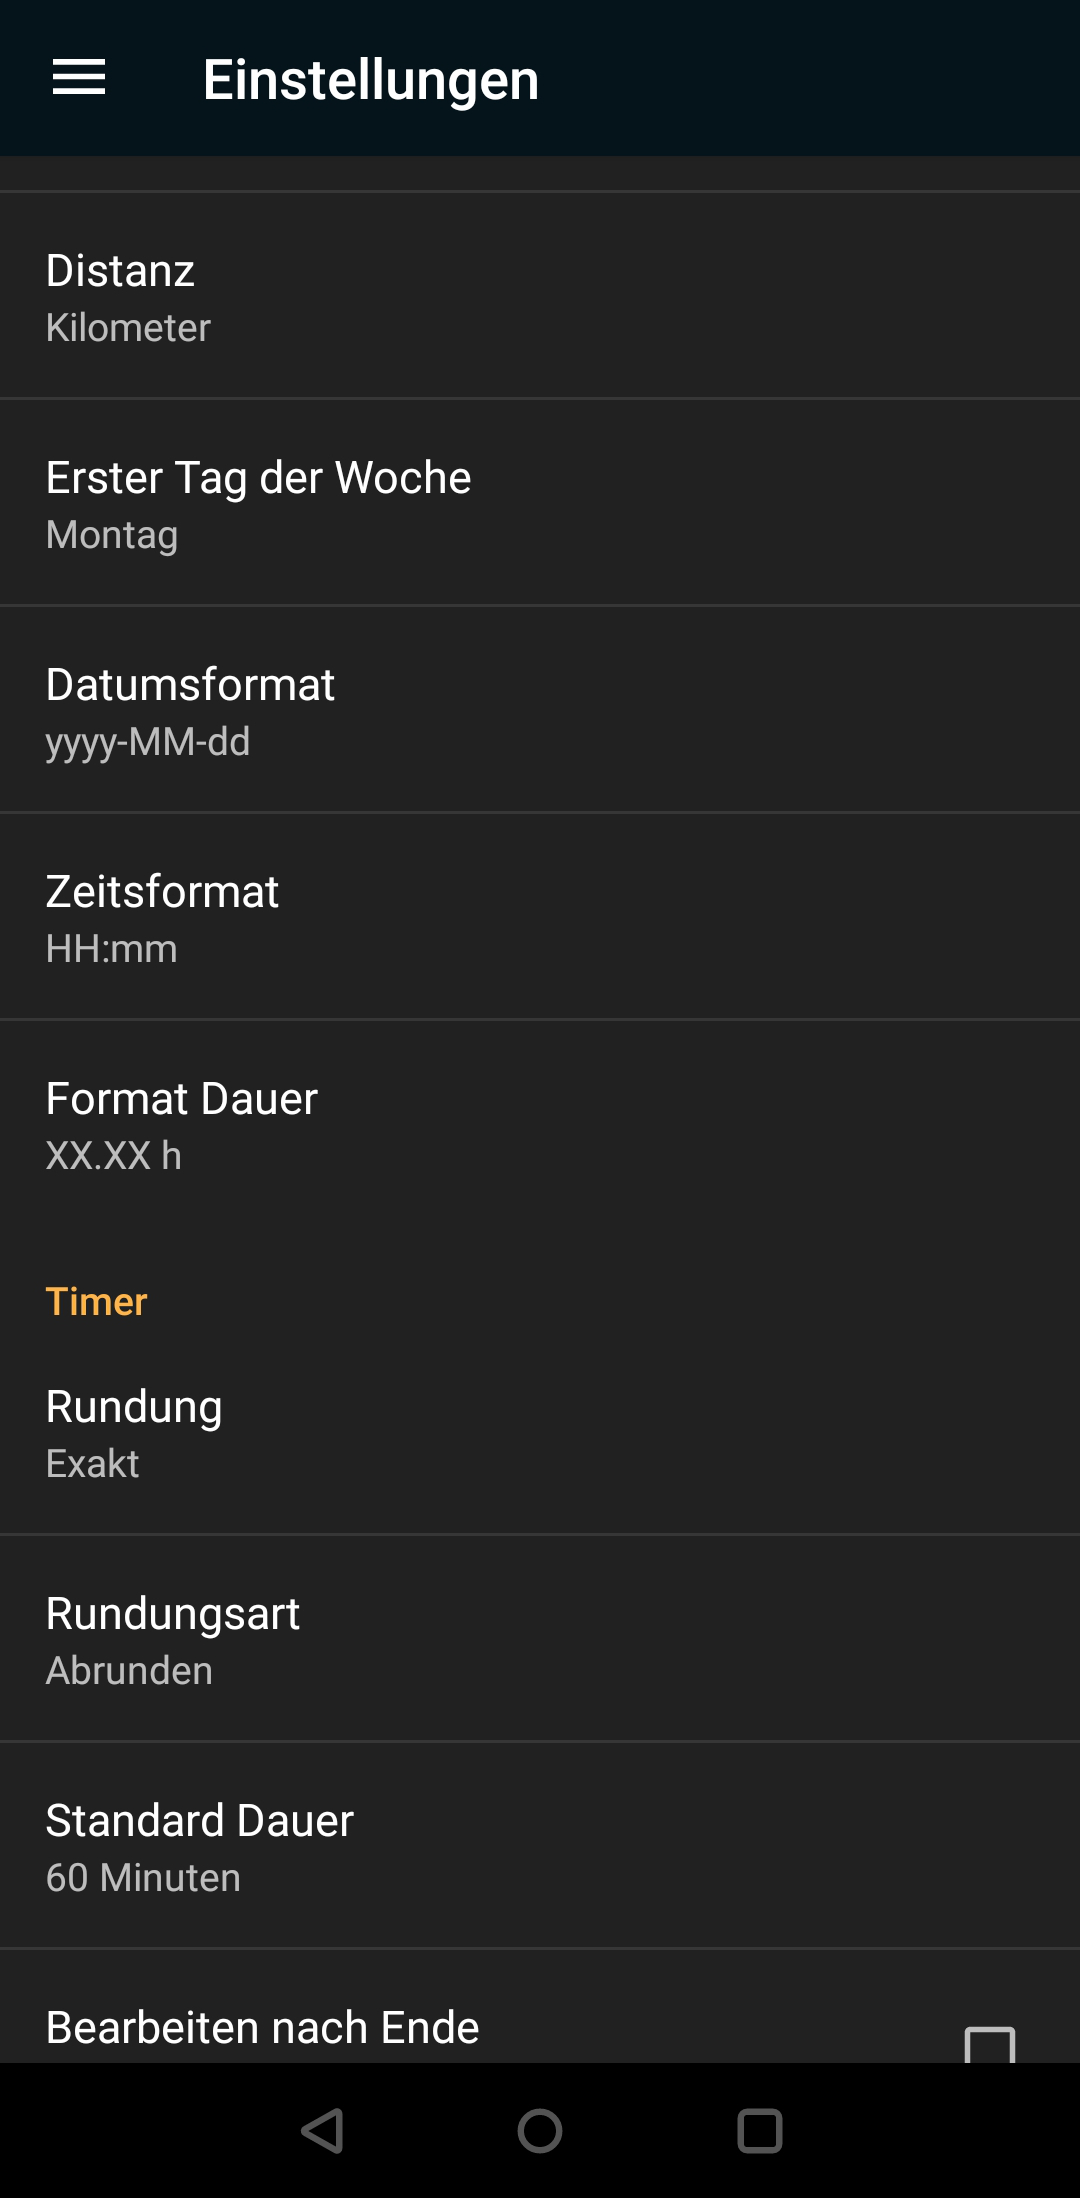 Einstellungen
Distanz
Kilometer
Erster Tag der Woche
Montag
Datumsformat
yyyy-MM-dd
Zeitsformat
HH:mm
Format Dauer
XX.XX h
Timer
Rundung
Exakt
Rundungsart
Abrunden
Standard Dauer
60 Minuten
Bearbeiten nach Ende